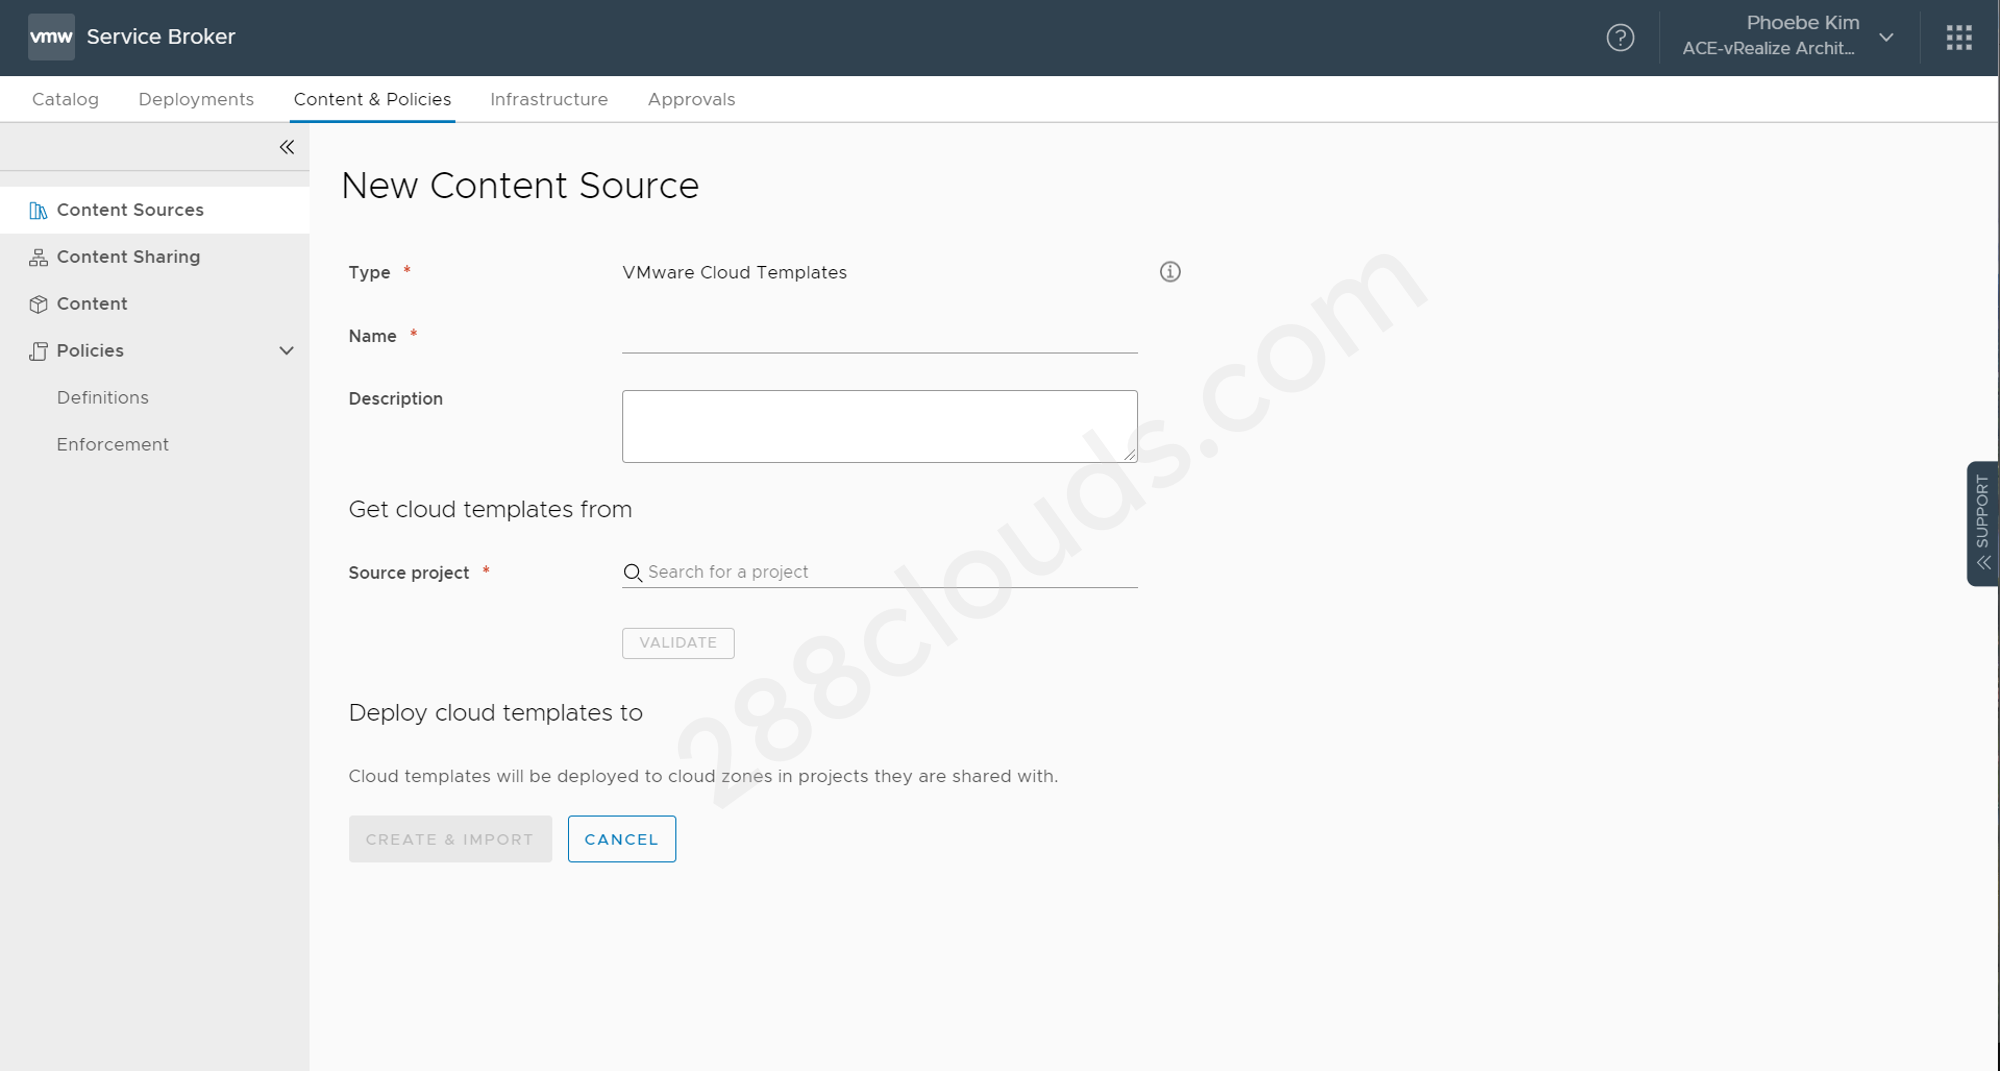 vmw Service Broker
Phoebe Kim
ACE-vRealize Archit...
Catalog Deployments Content & Policies Infrastructure Approvals
Content Sources
Content Sharing
Content
Policies
Definitions
Enforcement
New Content Source
Type * VMware Cloud Templates
Name *
Description
Get cloud templates from
Source project * Search for a project
VALIDATE
Deploy cloud templates to
Cloud templates will be deployed to cloud zones in projects they are shared with.
CREATE & IMPORT CANCEL
SUPPORT
288clouds.com